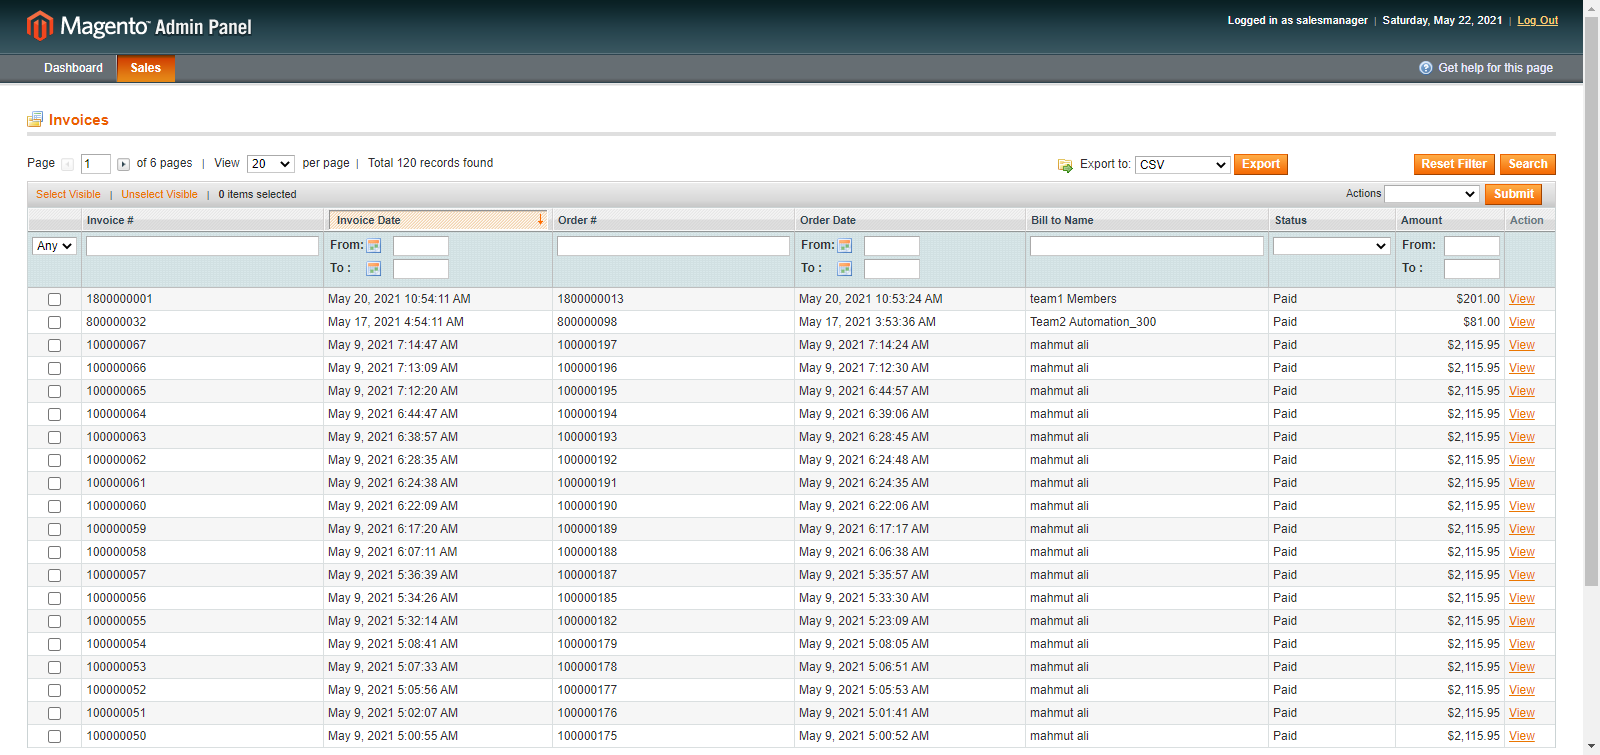 Magento™ Admin Panel
Logged in as salesmanager | Saturday, May 22, 2021 | Log Out
Dashboard Sales Get help for this page
Invoices
Page 1 of 6 pages | View 20 per page | Total 120 records found Export to: CSV Export Reset Filter Search
Select Visible | Unselect Visible | 0 items selected Actions Submit
Invoice # Invoice Date Order # Order Date Bill to Name Status Amount Action
Any From: From: From:
To : To : To :
1800000001 May 20, 2021 10:54:11 AM 1800000013 May 20, 2021 10:53:24 AM team1 Members Paid $201.00 View
800000032 May 17, 2021 4:54:11 AM 800000098 May 17, 2021 3:53:36 AM Team2 Automation_300 Paid $81.00 View
100000067 May 9, 2021 7:14:47 AM 100000197 May 9, 2021 7:14:24 AM mahmut ali Paid $2,115.95 View
100000066 May 9, 2021 7:13:09 AM 100000196 May 9, 2021 7:12:30 AM mahmut ali Paid $2,115.95 View
100000065 May 9, 2021 7:12:20 AM 100000195 May 9, 2021 6:44:57 AM mahmut ali Paid $2,115.95 View
100000064 May 9, 2021 6:44:47 AM 100000194 May 9, 2021 6:39:06 AM mahmut ali Paid $2,115.95 View
100000063 May 9, 2021 6:38:57 AM 100000193 May 9, 2021 6:28:45 AM mahmut ali Paid $2,115.95 View
100000062 May 9, 2021 6:28:35 AM 100000192 May 9, 2021 6:24:48 AM mahmut ali Paid $2,115.95 View
100000061 May 9, 2021 6:24:38 AM 100000191 May 9, 2021 6:24:35 AM mahmut ali Paid $2,115.95 View
100000060 May 9, 2021 6:22:09 AM 100000190 May 9, 2021 6:22:06 AM mahmut ali Paid $2,115.95 View
100000059 May 9, 2021 6:17:20 AM 100000189 May 9, 2021 6:17:17 AM mahmut ali Paid $2,115.95 View
100000058 May 9, 2021 6:07:11 AM 100000188 May 9, 2021 6:06:38 AM mahmut ali Paid $2,115.95 View
100000057 May 9, 2021 5:36:39 AM 100000187 May 9, 2021 5:35:57 AM mahmut ali Paid $2,115.95 View
100000056 May 9, 2021 5:34:26 AM 100000185 May 9, 2021 5:33:30 AM mahmut ali Paid $2,115.95 View
100000055 May 9, 2021 5:32:14 AM 100000182 May 9, 2021 5:23:09 AM mahmut ali Paid $2,115.95 View
100000054 May 9, 2021 5:08:41 AM 100000179 May 9, 2021 5:08:05 AM mahmut ali Paid $2,115.95 View
100000053 May 9, 2021 5:07:33 AM 100000178 May 9, 2021 5:06:51 AM mahmut ali Paid $2,115.95 View
100000052 May 9, 2021 5:05:56 AM 100000177 May 9, 2021 5:05:53 AM mahmut ali Paid $2,115.95 View
100000051 May 9, 2021 5:02:07 AM 100000176 May 9, 2021 5:01:41 AM mahmut ali Paid $2,115.95 View
100000050 May 9, 2021 5:00:55 AM 100000175 May 9, 2021 5:00:52 AM mahmut ali Paid $2,115.95 View